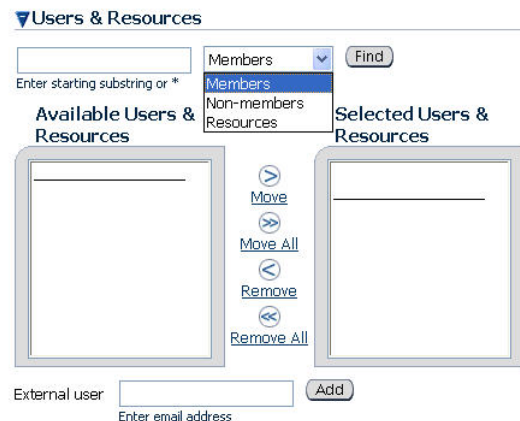 Users & Resources
Members Find
Enter starting substring or *
Members
Non-members
Resources
Available Users &
Resources
Selected Users &
Resources
Move
Move All
Remove
Remove All
External user Add
Enter email address